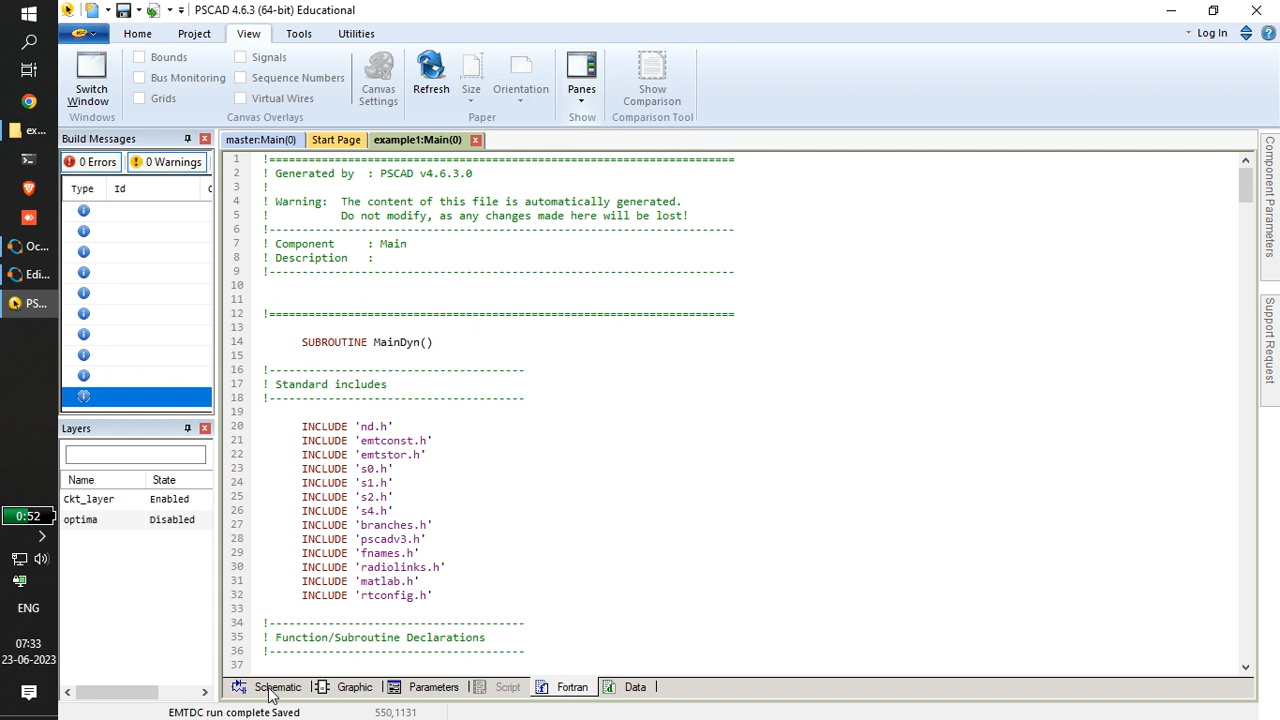 PSCAD 4.6.3 (64-bit) Educational
Home Project View Tools Utilities Log In
Bounds Signals
Bus Monitoring Sequence Numbers
Grids Virtual Wires
Switch Window
Canvas Settings
Refresh Size Orientation
Panes
Show Comparison
Windows Canvas Overlays Paper Show Comparison Tool
Build Messages
0 Errors 0 Warnings
Type Id
Layers
Name State
Ckt_layer Enabled
optima Disabled
master:Main(0) Start Page example1:Main(0)
1 !=======================================================================
2 ! Generated by : PSCAD v4.6.3.0
3 !
4 ! Warning: The content of this file is automatically generated.
5 ! Do not modify, as any changes made here will be lost!
6 !-----------------------------------------------------------------------
7 ! Component : Main
8 ! Description :
9 !-----------------------------------------------------------------------
10
11
12 !=======================================================================
13
14 SUBROUTINE MainDyn()
15
16 !---------------------------------------
17 ! Standard includes
18 !---------------------------------------
19
20 INCLUDE 'nd.h'
21 INCLUDE 'emtconst.h'
22 INCLUDE 'emtstor.h'
23 INCLUDE 's0.h'
24 INCLUDE 's1.h'
25 INCLUDE 's2.h'
26 INCLUDE 's4.h'
27 INCLUDE 'branches.h'
28 INCLUDE 'pscadv3.h'
29 INCLUDE 'fnames.h'
30 INCLUDE 'radiolinks.h'
31 INCLUDE 'matlab.h'
32 INCLUDE 'rtconfig.h'
33
34 !---------------------------------------
35 ! Function/Subroutine Declarations
36 !---------------------------------------
37
Schematic Graphic Parameters Script Fortran Data
EMTDC run complete Saved 550,1131
Component Parameters
Support Request
ex...
Oc...
Edi...
PS...
0:52
ENG
07:33
23-06-2023